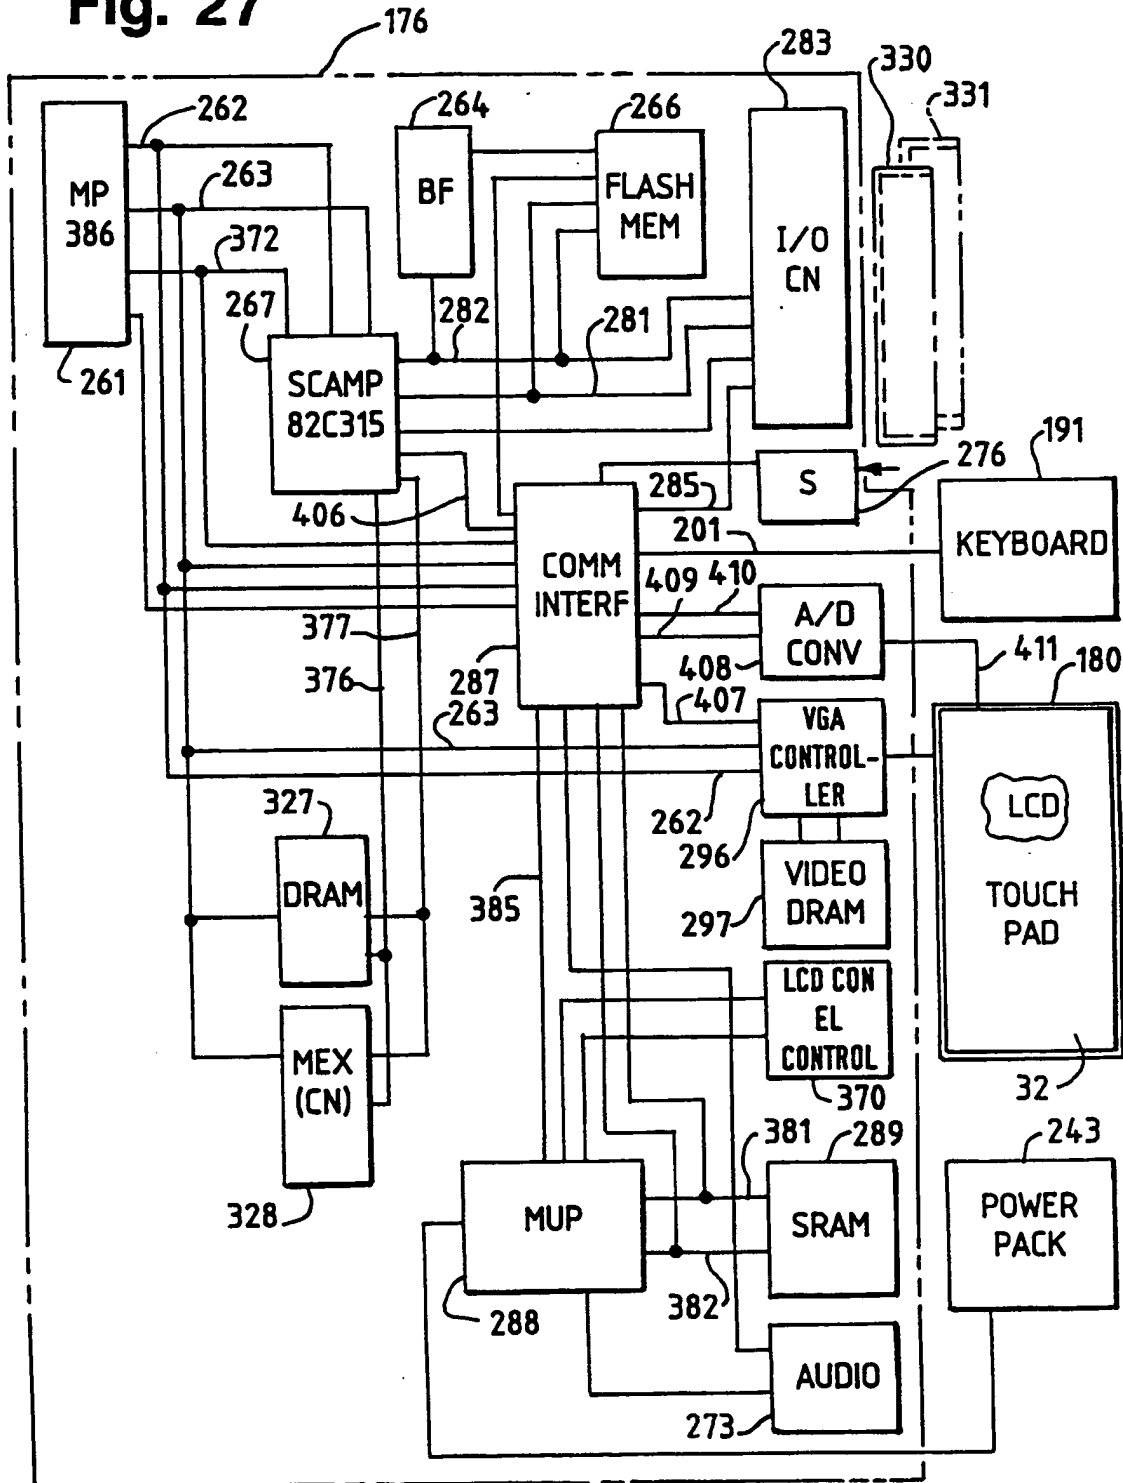 Fig. 27
176
283
330
331
262
264
266
MP
386
263
BF
FLASH
MEM
I/O
CN
372
267
282
281
261
SCAMP
82C315
191
276
S
285
406
201
KEYBOARD
COMM
INTERF
409
410
A/D
CONV
377
408
411
180
287
376
407
263
VGA
CONTROL-
LER
LCD
327
262
296
DRAM
385
VIDEO
DRAM
297
TOUCH
PAD
LCD CON
EL
CONTROL
MEX
(CN)
370
32
381
289
243
328
MUP
SRAM
POWER
PACK
382
288
AUDIO
273